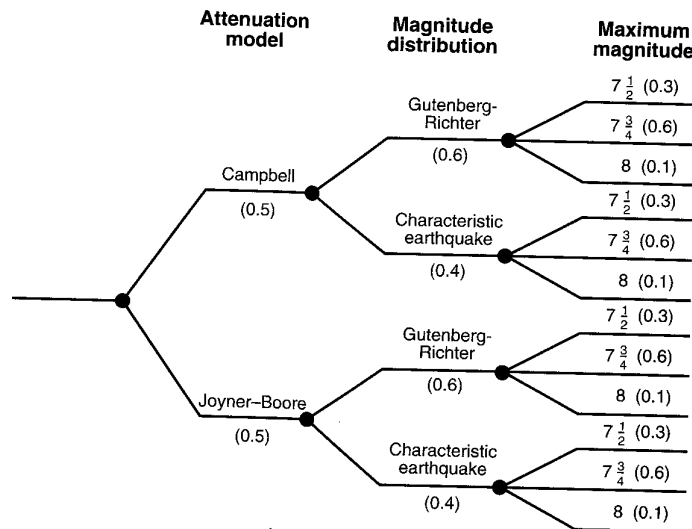 Attenuation
model
Magnitude
distribution
Maximum
magnitude
Campbell
(0.5)
Gutenberg-
Richter
(0.6)
7 1/2 (0.3)
7 3/4 (0.6)
8 (0.1)
Characteristic
earthquake
(0.4)
7 1/2 (0.3)
7 3/4 (0.6)
8 (0.1)
Joyner–Boore
(0.5)
Gutenberg-
Richter
(0.6)
7 1/2 (0.3)
7 3/4 (0.6)
8 (0.1)
Characteristic
earthquake
(0.4)
7 1/2 (0.3)
7 3/4 (0.6)
8 (0.1)